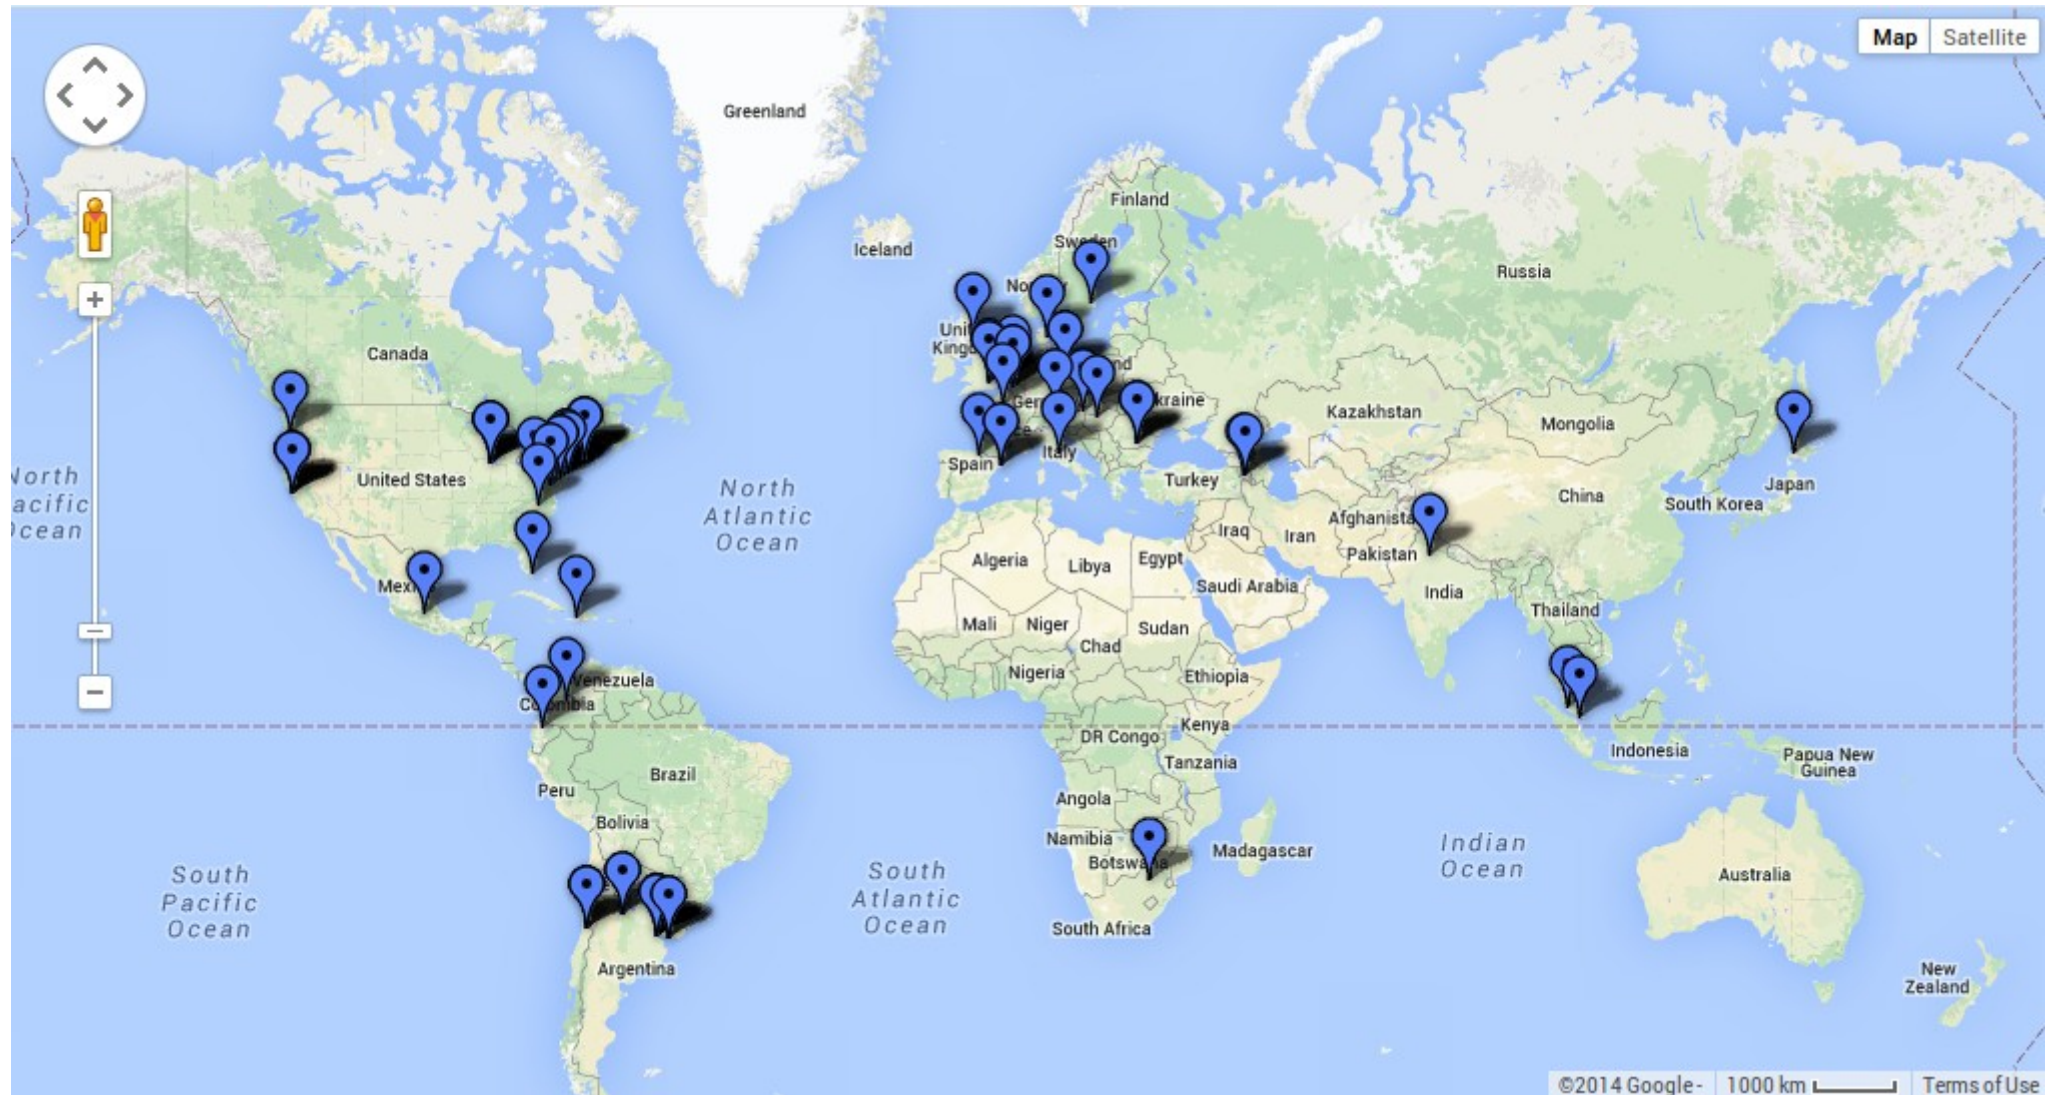 Map
Satellite
Greenland
Finland
Iceland
Sweden
Russia
Canada
Kazakhstan
Mongolia
United States
Italy
Spain
Turkey
Japan
North
Atlantic
Ocean
China
South Korea
Iraq
Iran
Pakistan
Algeria
Libya
Egypt
Saudi Arabia
India
Thailand
Mali
Niger
Sudan
Chad
Nigeria
Ethiopia
Kenya
DR Congo
Tanzania
Indonesia
Papua New
Guinea
Brazil
Peru
Angola
Bolivia
Namibia
Madagascar
Indian
Ocean
South
Pacific
Ocean
South
Atlantic
Ocean
Australia
South Africa
Argentina
New
Zealand
©2014 Google -
1000 km
Terms of Use